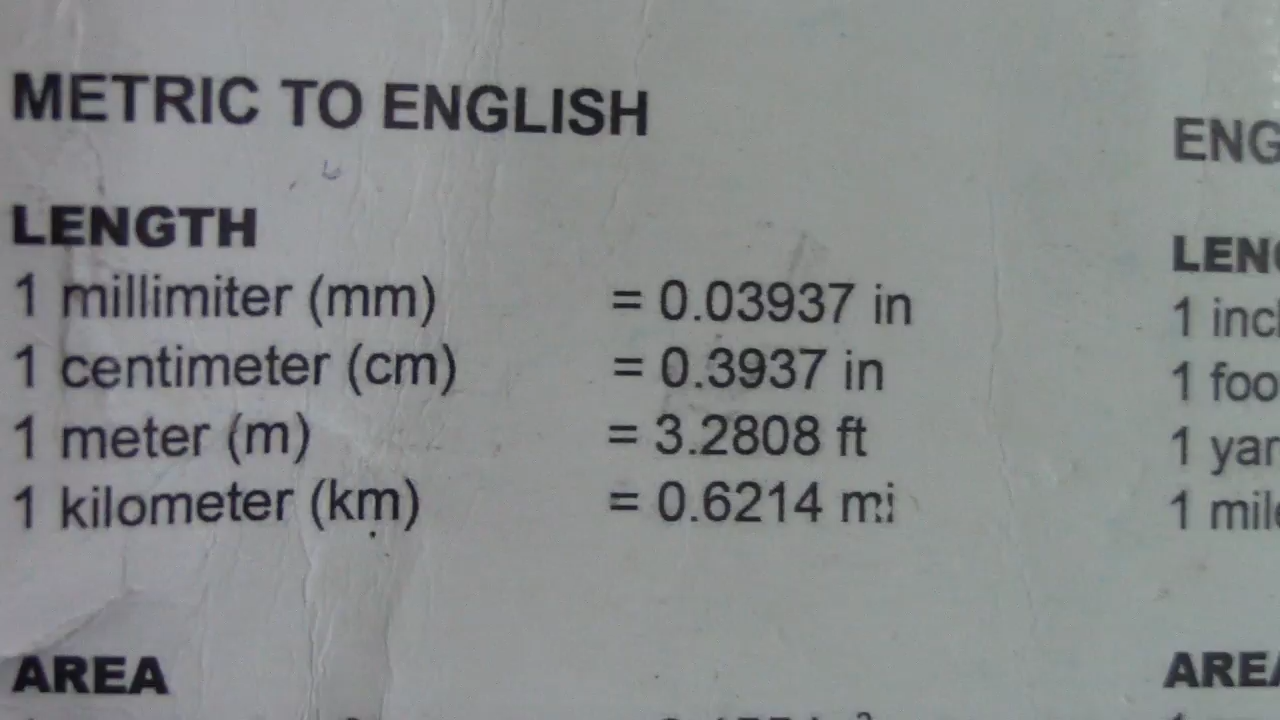 METRIC TO ENGLISH
LENGTH
1 millimiter (mm) = 0.03937 in
1 centimeter (cm) = 0.3937 in
1 meter (m) = 3.2808 ft
1 kilometer (km) = 0.6214 mi
AREA
ENG
LENG
1 inc
1 foo
1 yar
1 mile
AREA